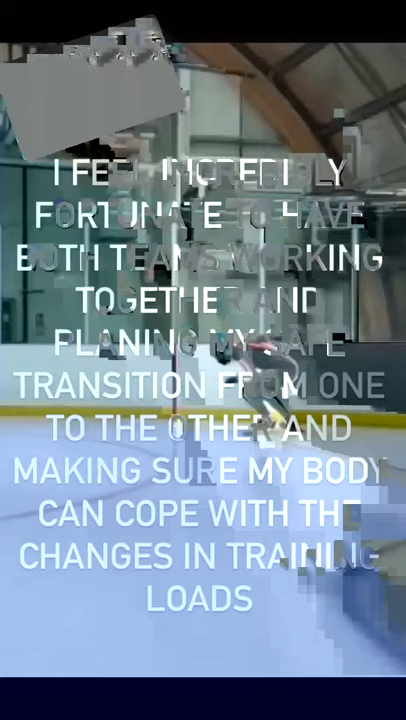 I FEEL INCREDIBLY
FORTUNATE TO HAVE
BOTH TEAMS WORKING
TOGETHER AND
PLANING MY SAFE
TRANSITION FROM ONE
TO THE OTHER AND
MAKING SURE MY BODY
CAN COPE WITH THE
CHANGES IN TRAINING
LOADS